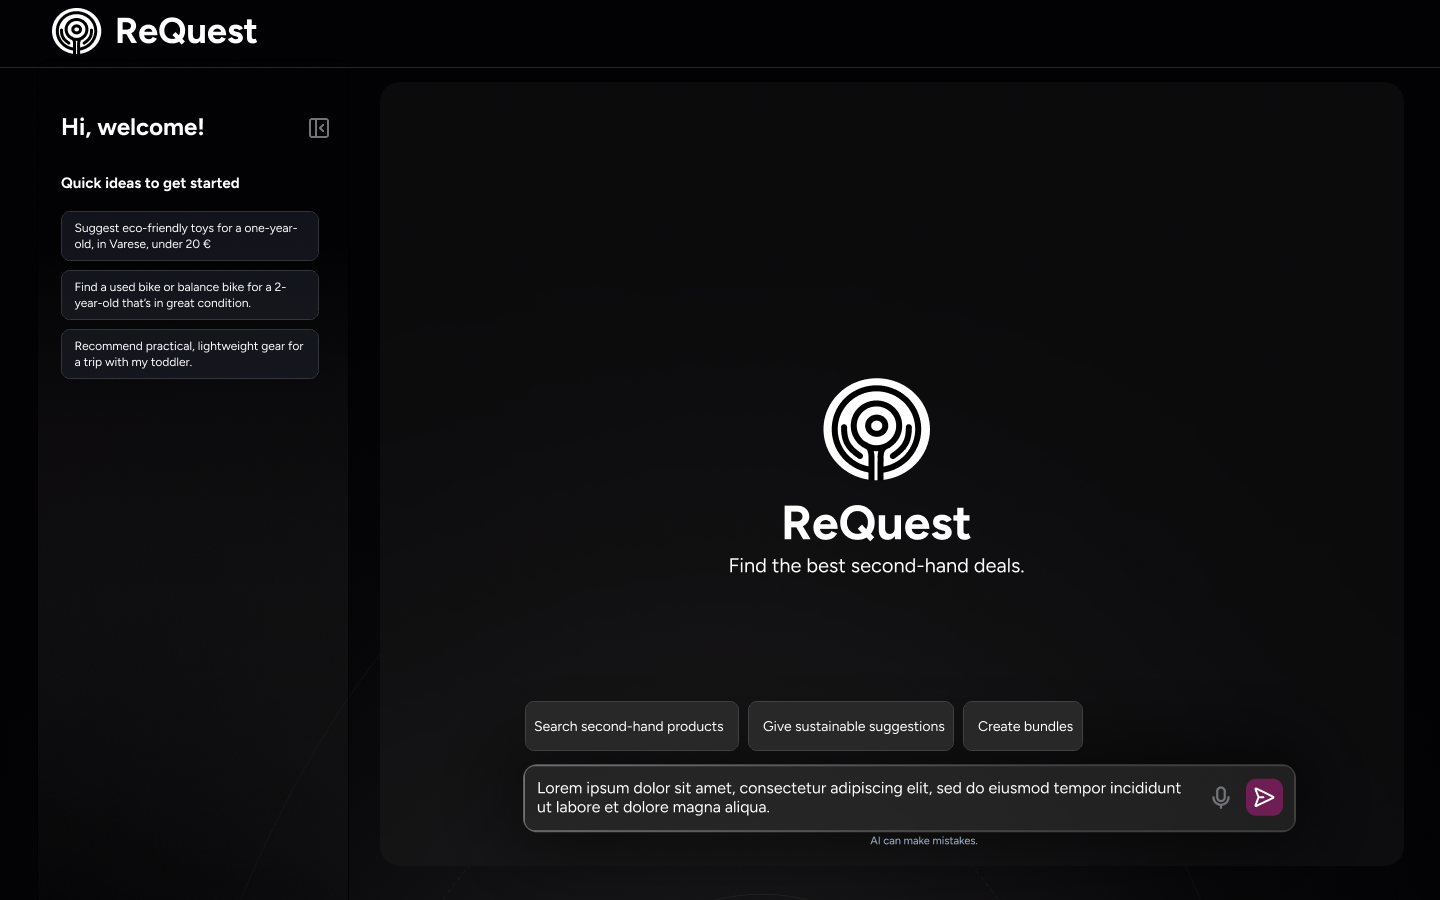 ReQuest
Hi, welcome!
Quick ideas to get started
Suggest eco-friendly toys for a one-year-
old, in Varese, under 20 €
Find a used bike or balance bike for a 2-
year-old that's in great condition.
Recommend practical, lightweight gear for
a trip with my toddler.
ReQuest
Find the best second-hand deals.
Search second-hand products
Give sustainable suggestions
Create bundles
Lorem ipsum dolor sit amet, consectetur adipiscing elit, sed do eiusmod tempor incididunt
ut labore et dolore magna aliqua.
AI can make mistakes.